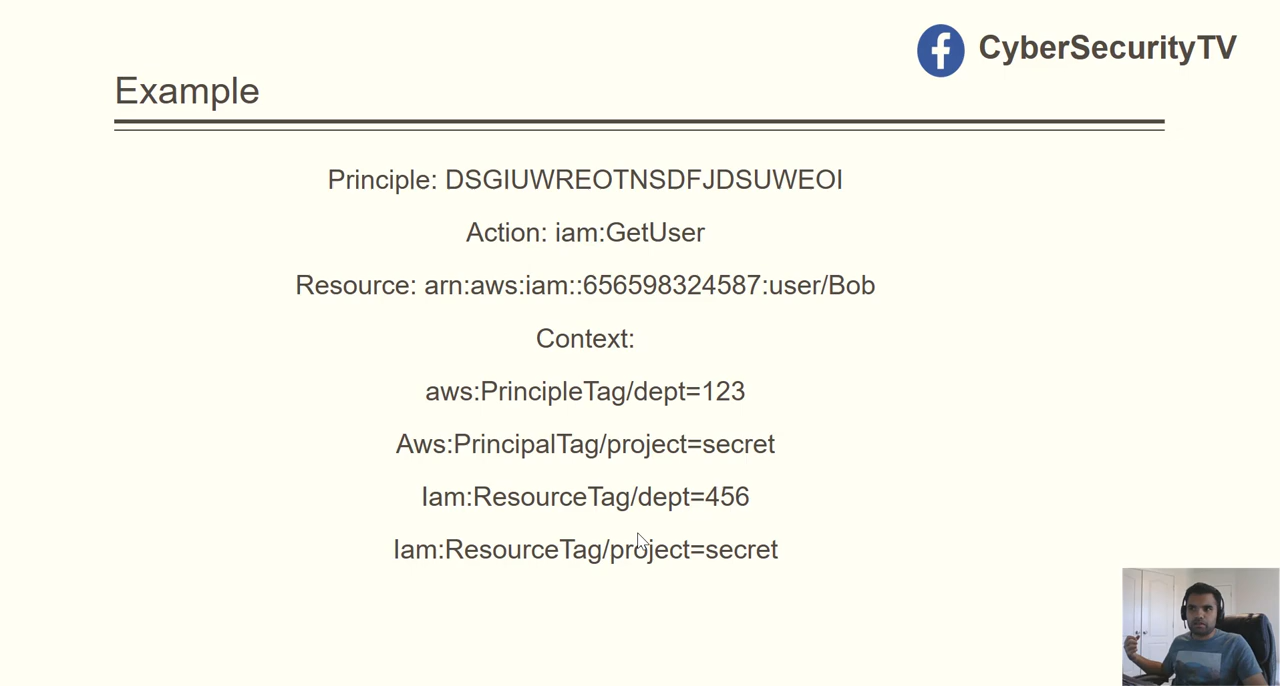 CyberSecurityTV
Example
Principle: DSGIUWREOTNSDFJDSUWEOI
Action: iam:GetUser
Resource: arn:aws:iam::656598324587:user/Bob
Context:
aws:PrincipleTag/dept=123
Aws:PrincipalTag/project=secret
Iam:ResourceTag/dept=456
Iam:ResourceTag/project=secret